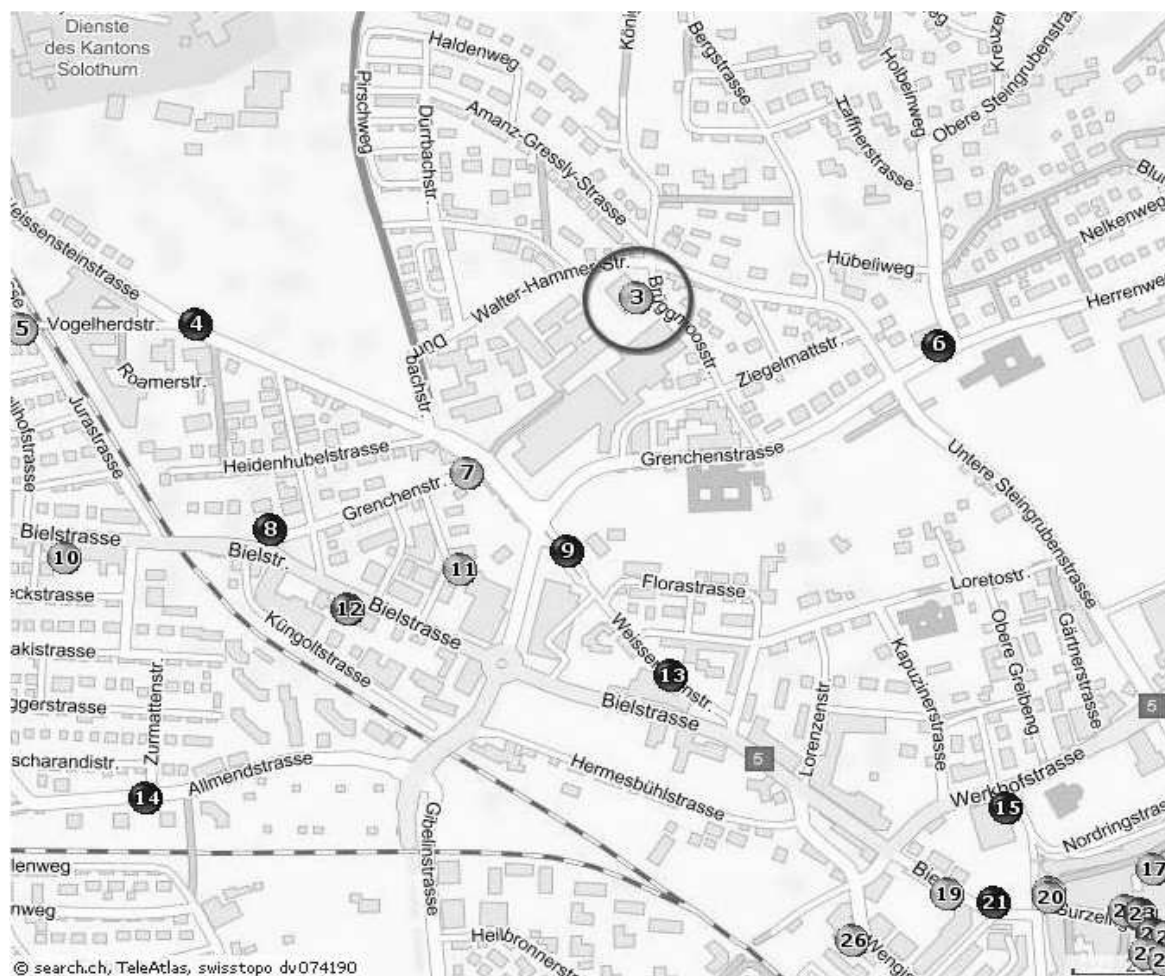 Dienste
des Kantons
Solothurn
Haldenweg
Bergstrasse
Holbeinweg
Obere Steingrubenstrasse
Pirschweg
Durrbachstr.
Amanz-Gressly-Strasse
Nelkenweg
Hübeliweg
Walter-Hammer-Str.
Brüggmoosstr.
Herrenweg
3
4
5
Vogelherdstr.
6
Roamerstr.
Ziegelmattstr.
Jurastrasse
Heidenhubelstrasse
7
Grenchenstrasse
Grenchenstr.
Untere Steingrubenstrasse
8
Bielstrasse
Bielstr.
9
10
11
Florastrasse
Loretostr.
12
Bielstrasse
Küngoltstrasse
Obere Greibeng
Gärtnerstrasse
Kapuzinerstrasse
13
Bielstrasse
Lorenzenstr.
Zurmattenstr.
5
5
Allmendstrasse
Hermesbühlstrasse
Werkhofstrasse
14
15
Gibelinstrasse
17
19
20
21
26
© search.ch, TeleAtlas, swisstopo dv074190